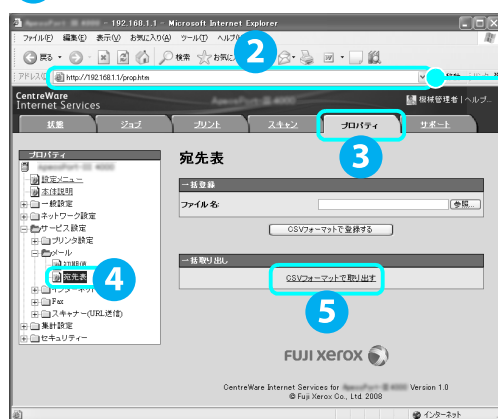 - 192.168.1.1 - Microsoft Internet Explorer
ファイル(F) 編集(E) 表示(V) お気に入り(A) ツール(T) ヘルプ
戻る 検索 お気に
2
アドレス(D) http://192.168.1.1/prop.htm
CentreWare
Internet Services
機械管理者 | ヘルプ...
状態 ジョブ プリント スキャン プロパティ サポート
3
プロパティ
設定メニュー
本体説明
一般設定
ネットワーク設定
サービス設定
プリンタ設定
メール
初期値
宛先表
4
Fax
スキャナー(URL送信)
集計設定
セキュリティー
宛先表
一括登録
ファイル名:
参照...
CSVフォーマットで登録する
一括取り出し
CSVフォーマットで取り出す
5
FUJI xerox
CentreWare Internet Services for Version 1.0
© Fuji Xerox Co., Ltd. 2008
インターネット